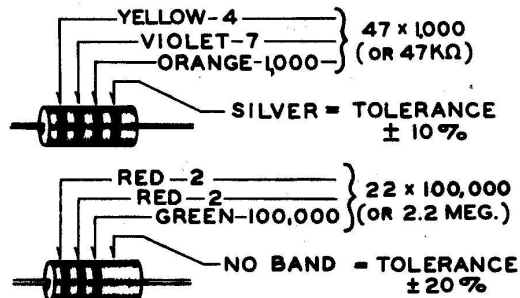 YELLOW-4
VIOLET-7
ORANGE-1,000
47 x 1,000
(OR 47KΩ)
SILVER = TOLERANCE
± 10%
RED-2
RED-2
GREEN-100,000
22 x 100,000
(OR 2.2 MEG.)
NO BAND = TOLERANCE
± 20%